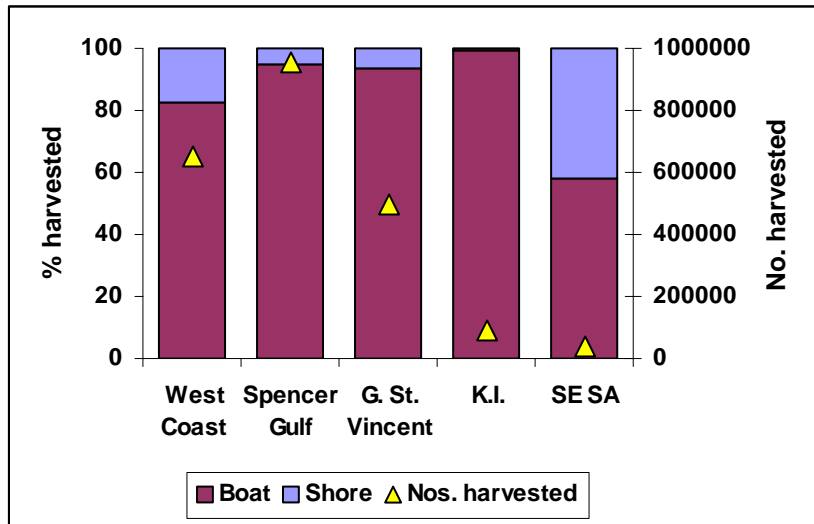 % harvested
100
80
60
40
20
0
1000000
800000
600000
400000
200000
0
No. harvested
West Coast
Spencer Gulf
G. St. Vincent
K.I.
SE SA
Boat Shore Nos. harvested